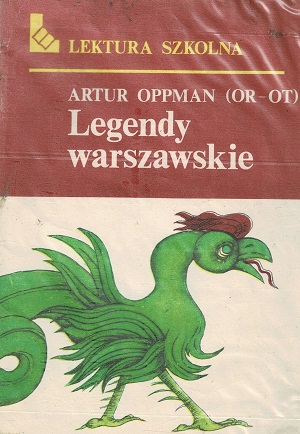 LEKTURA SZKOLNA
ARTUR OPPMAN (OR-OT)
Legendy
warszawskie